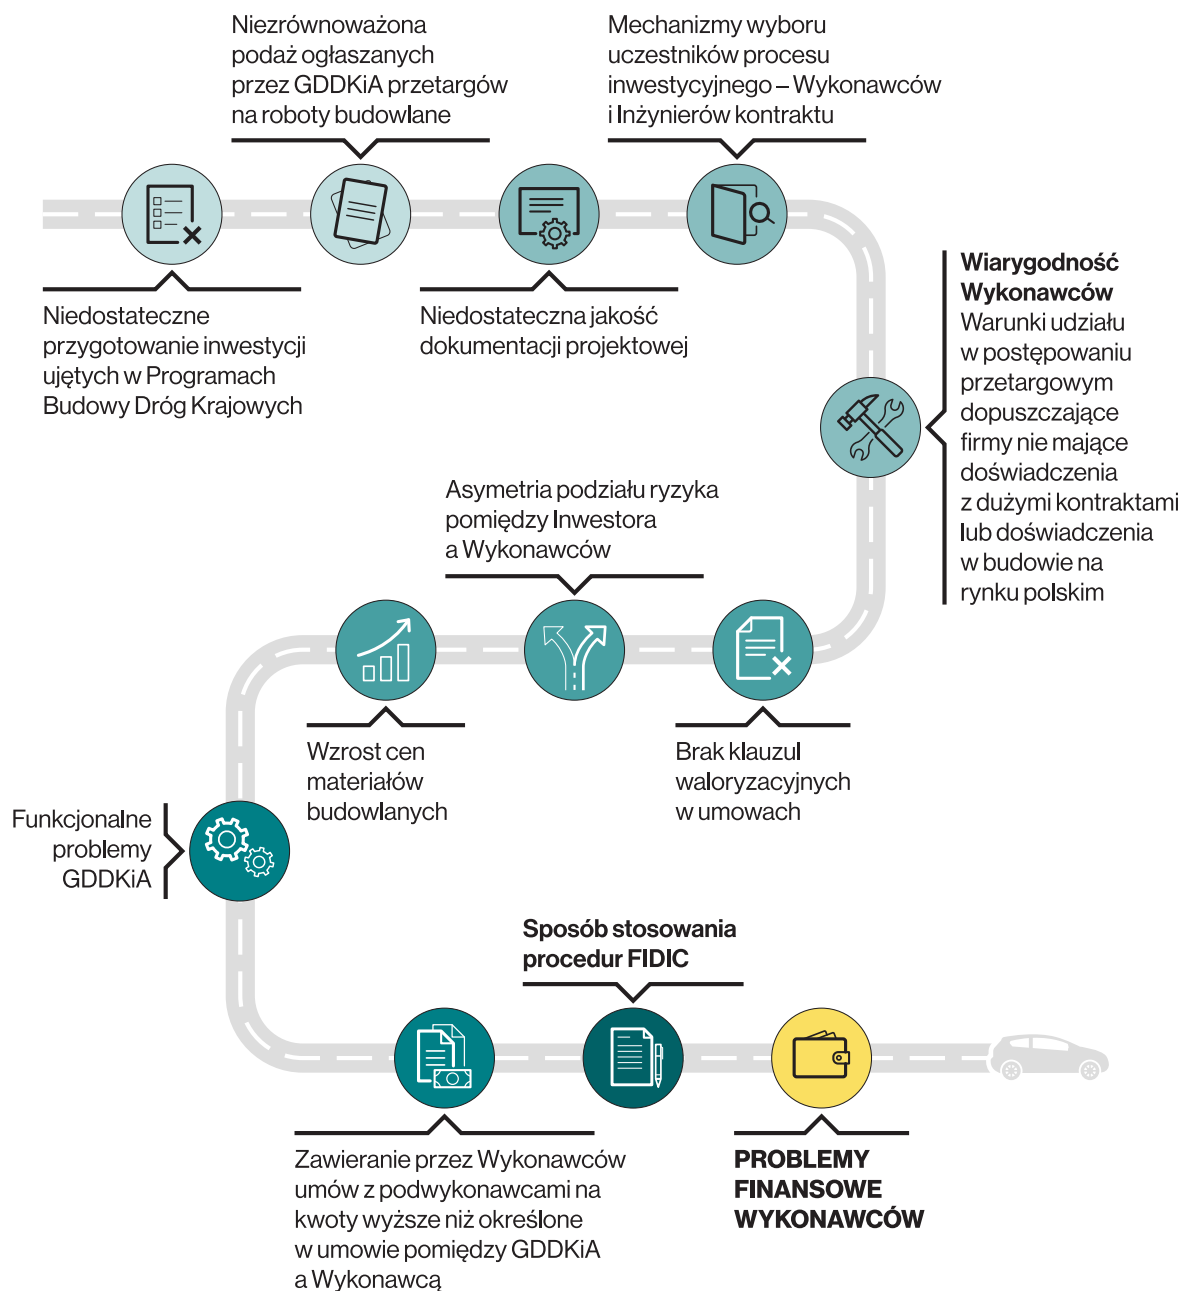 Niezrównoważona
podaż ogłaszanych
przez GDDKiA przetargów
na roboty budowlane
Mechanizmy wyboru
uczestników procesu
inwestycyjnego – Wykonawców
i Inżynierów kontraktu
Niedostateczne
przygotowanie inwestycji
ujętych w Programach
Budowy Dróg Krajowych
Niedostateczna jakość
dokumentacji projektowej
Wiarygodność
Wykonawców
Warunki udziału
w postępowaniu
przetargowym
dopuszczające
firmy nie mające
doświadczenia
z dużymi kontraktami
lub doświadczenia
w budowie na
rynku polskim
Asymetria podziału ryzyka
pomiędzy Inwestora
a Wykonawców
Wzrost cen
materiałów
budowlanych
Brak klauzul
waloryzacyjnych
w umowach
Funkcjonalne
problemy
GDDKiA
Sposób stosowania
procedur FIDIC
Zawieranie przez Wykonawców
umów z podwykonawcami na
kwoty wyższe niż określone
w umowie pomiędzy GDDKiA
a Wykonawcą
PROBLEMY
FINANSOWE
WYKONAWCÓW